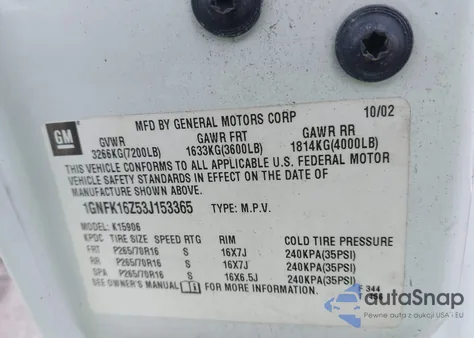 10/02
MFD BY GENERAL MOTORS CORP
GM
GVWR GAWR FRT GAWR RR
3266KG(7200LB) 1633KG(3600LB) 1814KG(4000LB)
THIS VEHICLE CONFORMS TO ALL APPLICABLE U.S. FEDERAL MOTOR
VEHICLE SAFETY STANDARDS IN EFFECT ON THE DATE OF
MANUFACTURE SHOWN ABOVE.
1GNFK16Z53J153365 TYPE: M.P.V.
MODEL: K15906
KPDC TIRE SIZE SPEED RTG RIM COLD TIRE PRESSURE
FRT P265/70R16 S 16X7J 240KPA(35PSI)
RR P265/70R16 S 16X7J 240KPA(35PSI)
SPA P265/70R16 S 16X6.5J 240KPA(35PSI)
SEE OWNER'S MANUAL FOR MORE INFORMATION
F 344
autoSnap
Pewne auta z aukcji USA i EU